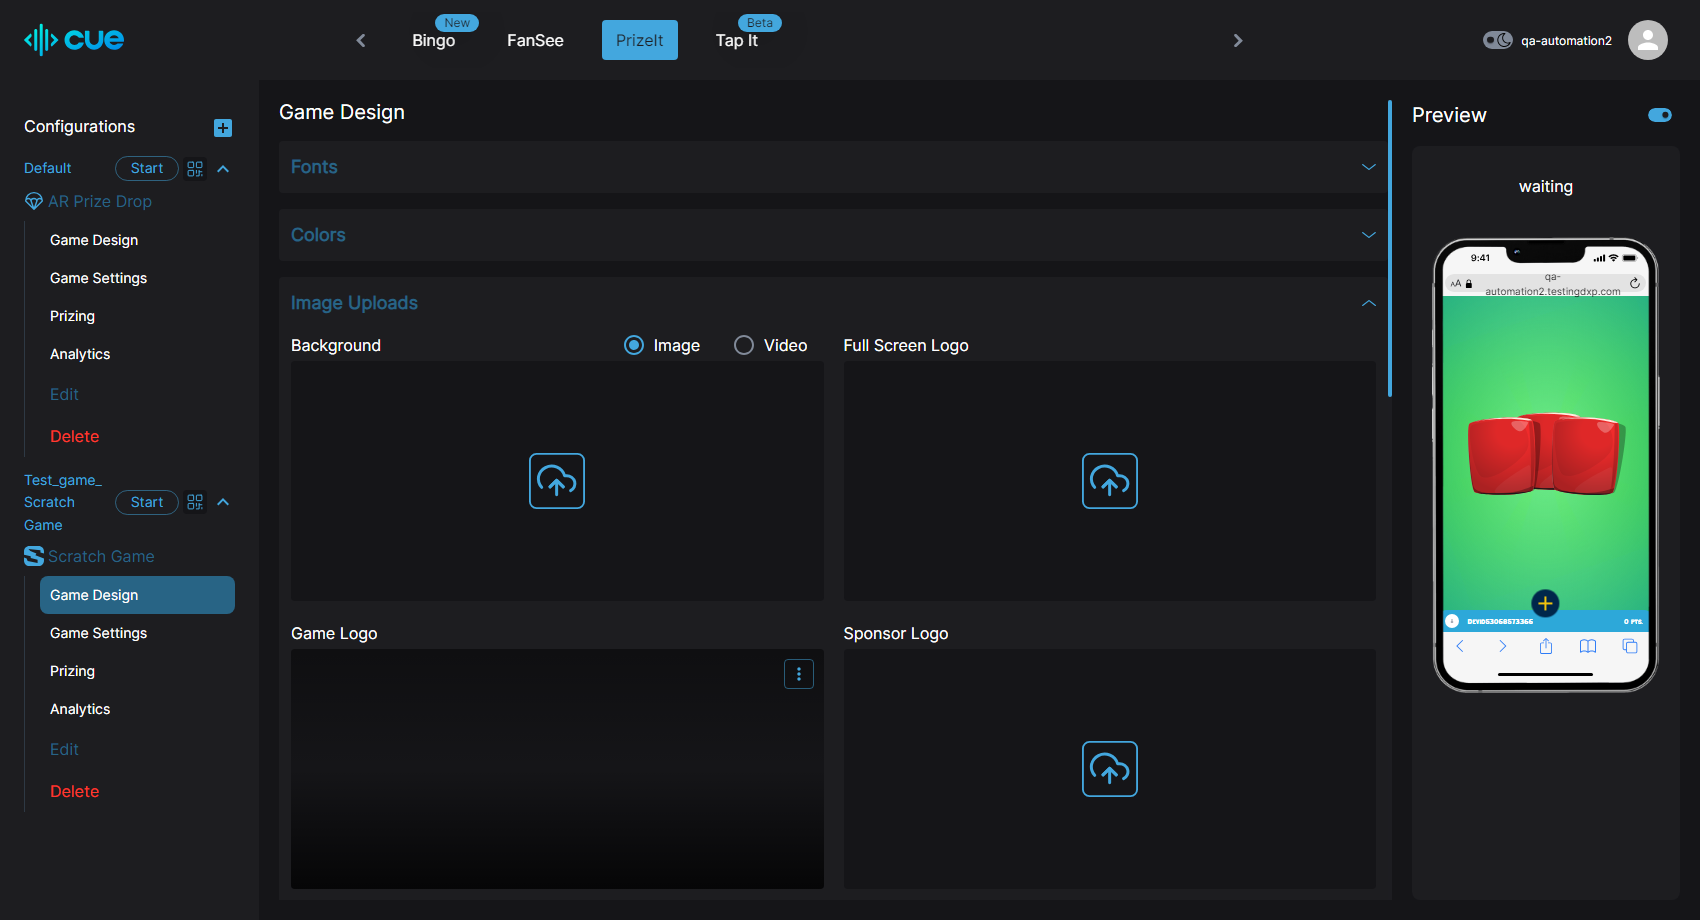 cue
New
Bingo
FanSee
PrizeIt
Beta
Tap It
qa-automation2
Configurations
Default
Start
AR Prize Drop
Game Design
Game Settings
Prizing
Analytics
Edit
Delete
Test_game_
Scratch
Game
Start
Scratch Game
Game Design
Game Settings
Prizing
Analytics
Edit
Delete
Game Design
Fonts
Colors
Image Uploads
Background
Image
Video
Full Screen Logo
Game Logo
Sponsor Logo
Preview
waiting
9:41
AA
qa-
automation2.testingdxp.com
0 PTS.